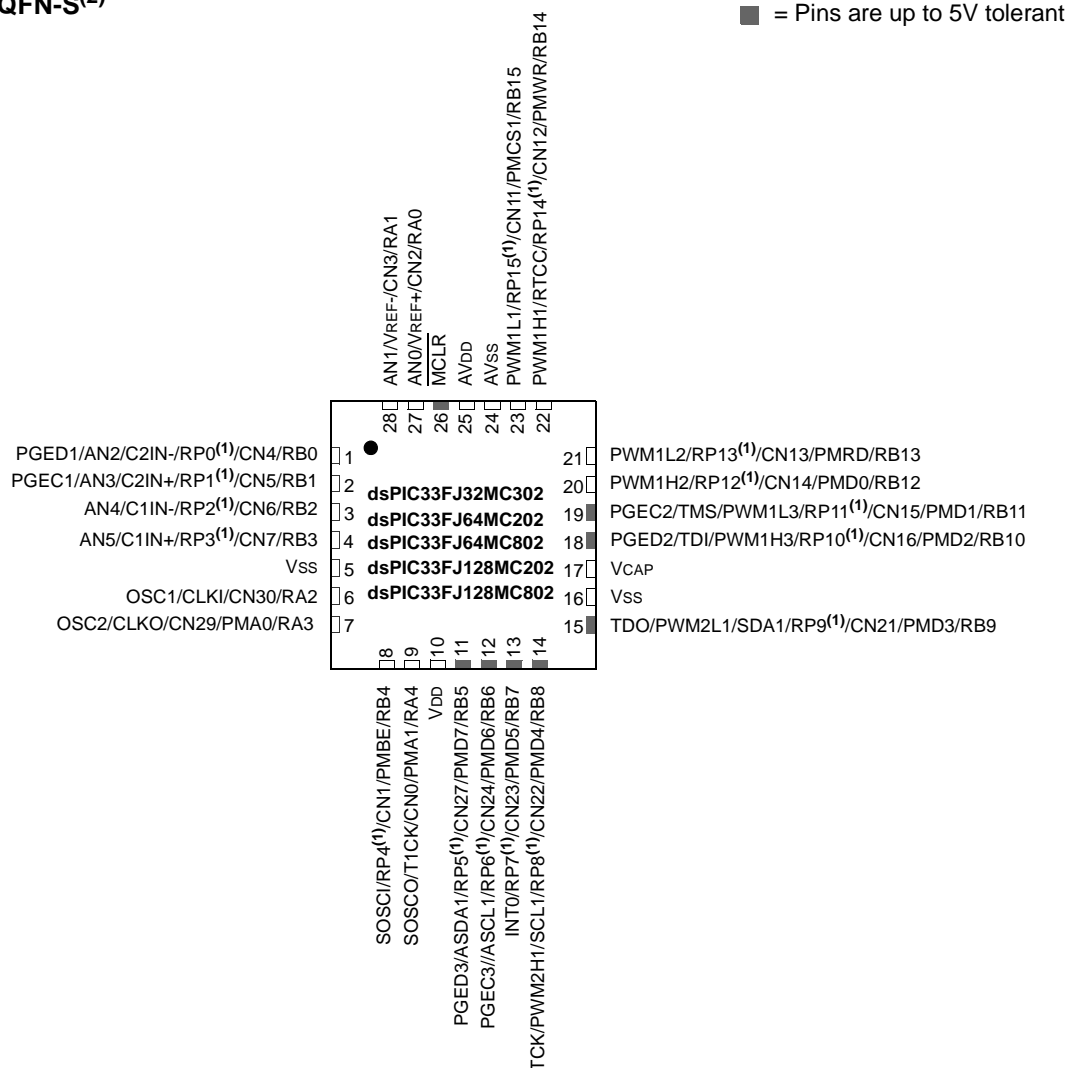 QFN-S(2)
= Pins are up to 5V tolerant
AN1/VREF-/CN3/RA1
AN0/VREF+/CN2/RA0
MCLR
AVDD
AVSS
PWM1L1/RP15(1)/CN11/PMCS1/RB15
PWM1H1/RTCC/RP14(1)/CN12/PMWR/RB14
28
27
26
25
24
23
22
PGED1/AN2/C2IN-/RP0(1)/CN4/RB0 1
PGEC1/AN3/C2IN+/RP1(1)/CN5/RB1 2
AN4/C1IN-/RP2(1)/CN6/RB2 3
AN5/C1IN+/RP3(1)/CN7/RB3 4
VSS 5
OSC1/CLKI/CN30/RA2 6
OSC2/CLKO/CN29/PMA0/RA3 7
dsPIC33FJ32MC302
dsPIC33FJ64MC202
dsPIC33FJ64MC802
dsPIC33FJ128MC202
dsPIC33FJ128MC802
21 PWM1L2/RP13(1)/CN13/PMRD/RB13
20 PWM1H2/RP12(1)/CN14/PMD0/RB12
19 PGEC2/TMS/PWM1L3/RP11(1)/CN15/PMD1/RB11
18 PGED2/TDI/PWM1H3/RP10(1)/CN16/PMD2/RB10
17 VCAP
16 VSS
15 TDO/PWM2L1/SDA1/RP9(1)/CN21/PMD3/RB9
8
9
10
11
12
13
14
SOSCI/RP4(1)/CN1/PMBE/RB4
SOSCO/T1CK/CN0/PMA1/RA4
VDD
PGED3/ASDA1/RP5(1)/CN27/PMD7/RB5
PGEC3//ASCL1/RP6(1)/CN24/PMD6/RB6
INT0/RP7(1)/CN23/PMD5/RB7
TCK/PWM2H1/SCL1/RP8(1)/CN22/PMD4/RB8